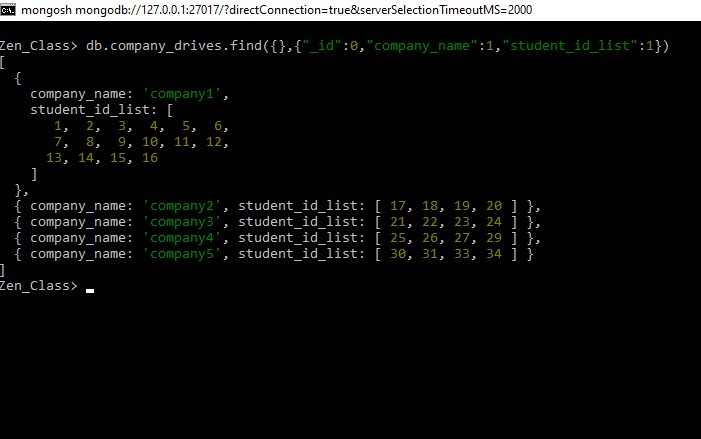 C:\. mongosh mongodb://127.0.0.1:27017/?directConnection=true&serverSelectionTimeoutMS=2000
Zen_Class> db.company_drives.find({},{"_id":0,"company_name":1,"student_id_list":1})
[
  {
    company_name: 'company1',
    student_id_list: [
       1,  2,  3,  4,  5,  6,
       7,  8,  9, 10, 11, 12,
      13, 14, 15, 16
    ]
  },
  { company_name: 'company2', student_id_list: [ 17, 18, 19, 20 ] },
  { company_name: 'company3', student_id_list: [ 21, 22, 23, 24 ] },
  { company_name: 'company4', student_id_list: [ 25, 26, 27, 29 ] },
  { company_name: 'company5', student_id_list: [ 30, 31, 33, 34 ] }
]
Zen_Class> _